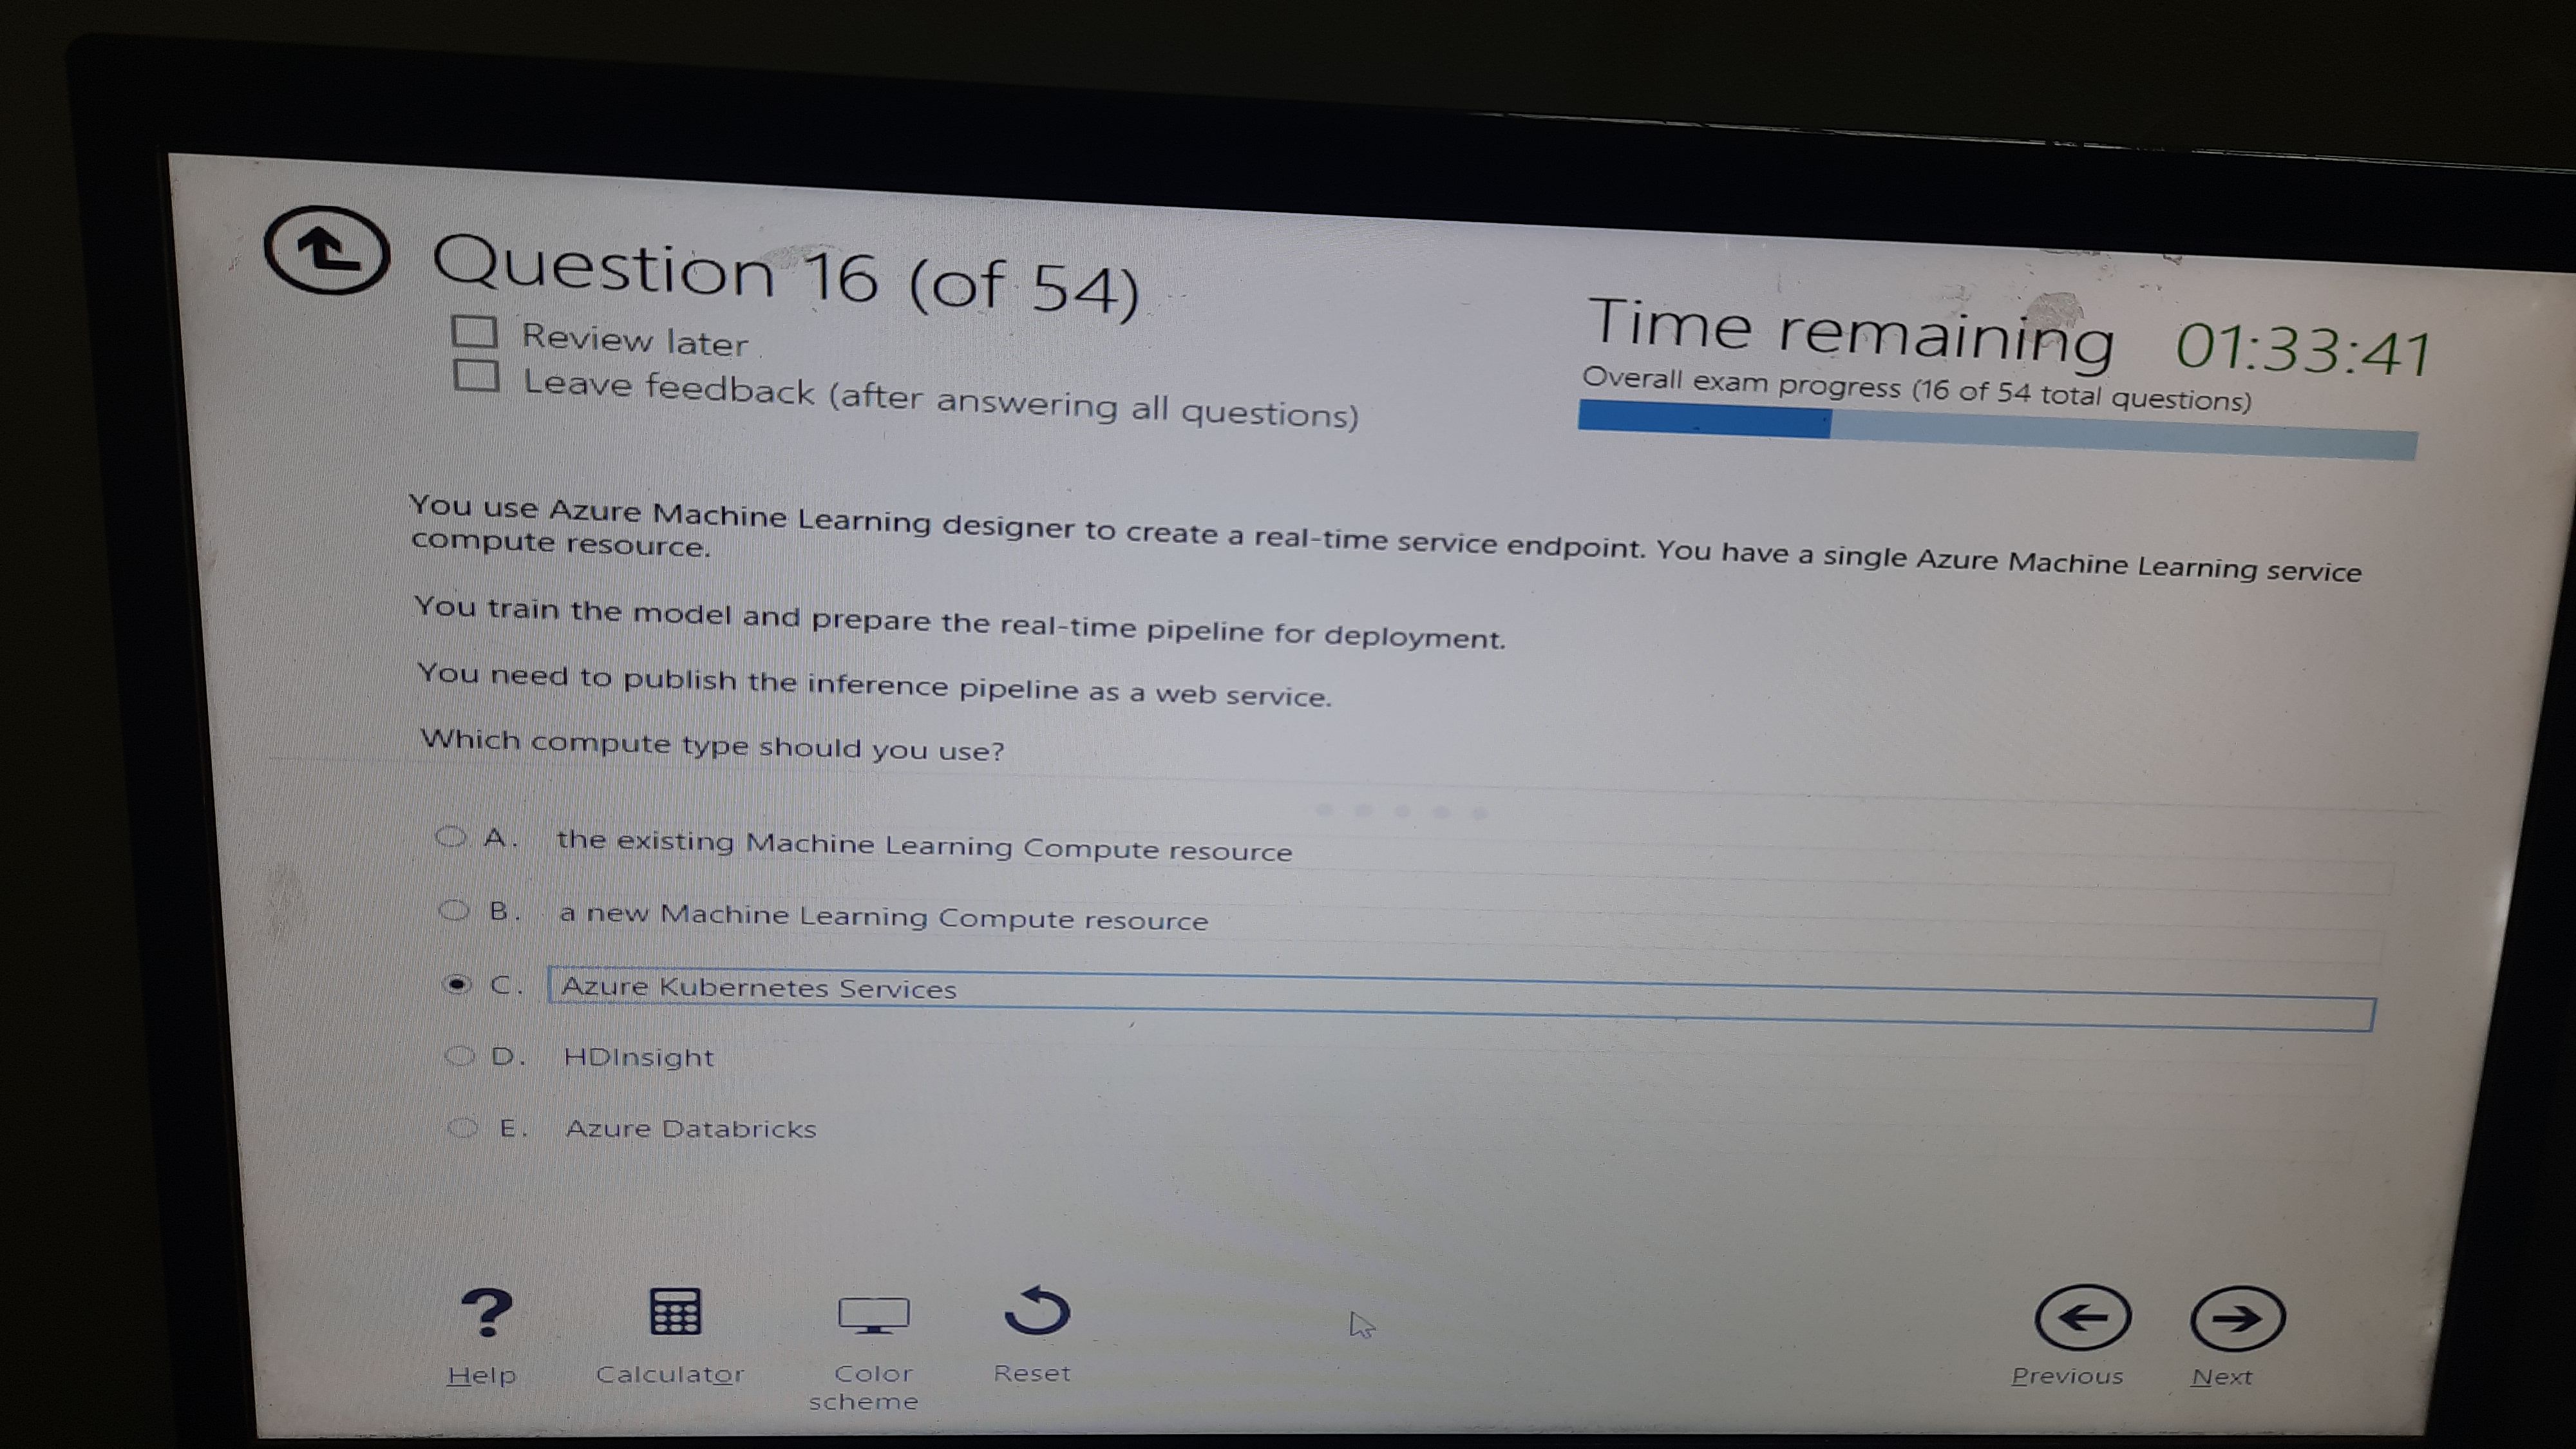 Question 16 (of 54)
Time remaining 01:33:41
Review later
Leave feedback (after answering all questions)
Overall exam progress (16 of 54 total questions)
You use Azure Machine Learning designer to create a real-time service endpoint. You have a single Azure Machine Learning service
compute resource.
You train the model and prepare the real-time pipeline for deployment.
You need to publish the inference pipeline as a web service.
Which compute type should you use?
A. the existing Machine Learning Compute resource
B. a new Machine Learning Compute resource
C. Azure Kubernetes Services
D. HDInsight
E. Azure Databricks
?
Help
Calculator
Color
scheme
Reset
Previous
Next